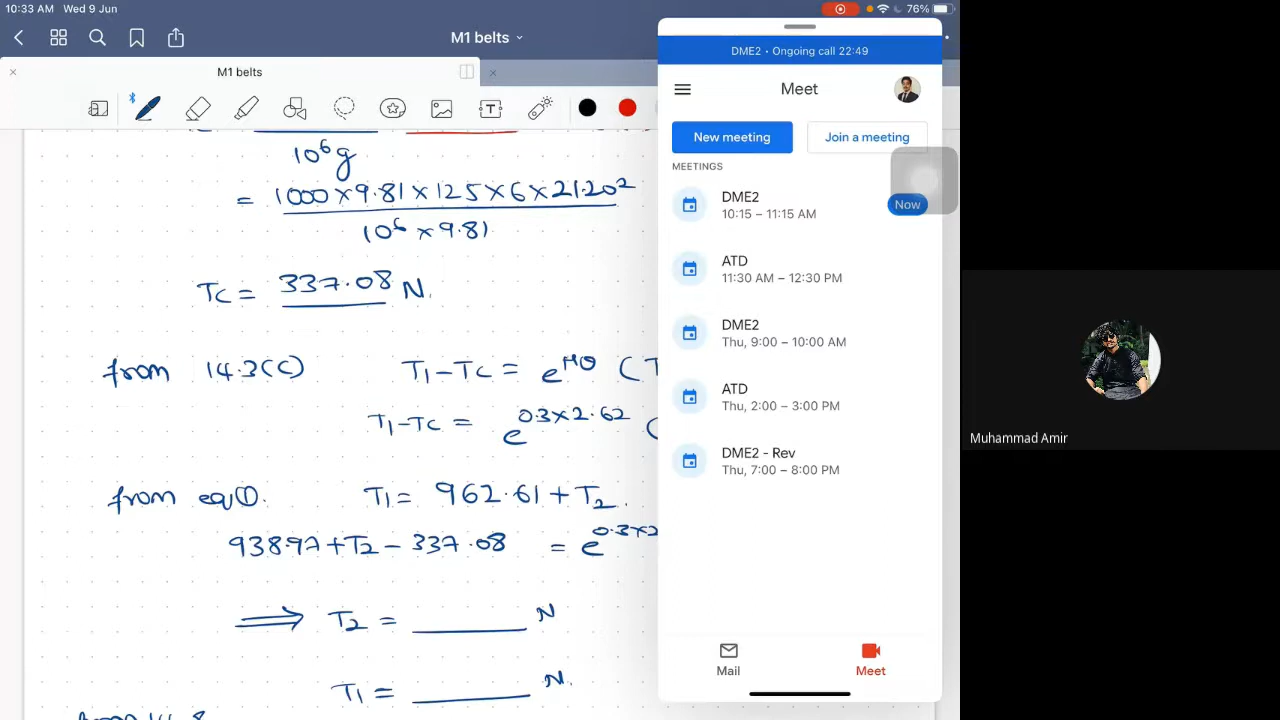 10:33 AM Wed 9 Jun
76%
M1 belts
M1 belts
10⁶g
= 1000×9.81×125×6×21.20²
10⁶×9.81
Tc = 337.08 N.
from 14.3(C) T₁-Tc = e^μθ (T
T₁-Tc = e^0.3×2.62 (
from eq①. T₁ = 962.61 + T₂.
938.97+T₂-337.08 = e^0.3×2
⟹ T₂ = ______ N
T₁ = ______ N.
DME2 • Ongoing call 22:49
Meet
New meeting
Join a meeting
MEETINGS
DME2
10:15 – 11:15 AM
Now
ATD
11:30 AM – 12:30 PM
DME2
Thu, 9:00 – 10:00 AM
ATD
Thu, 2:00 – 3:00 PM
DME2 - Rev
Thu, 7:00 – 8:00 PM
Mail
Meet
Muhammad Amir